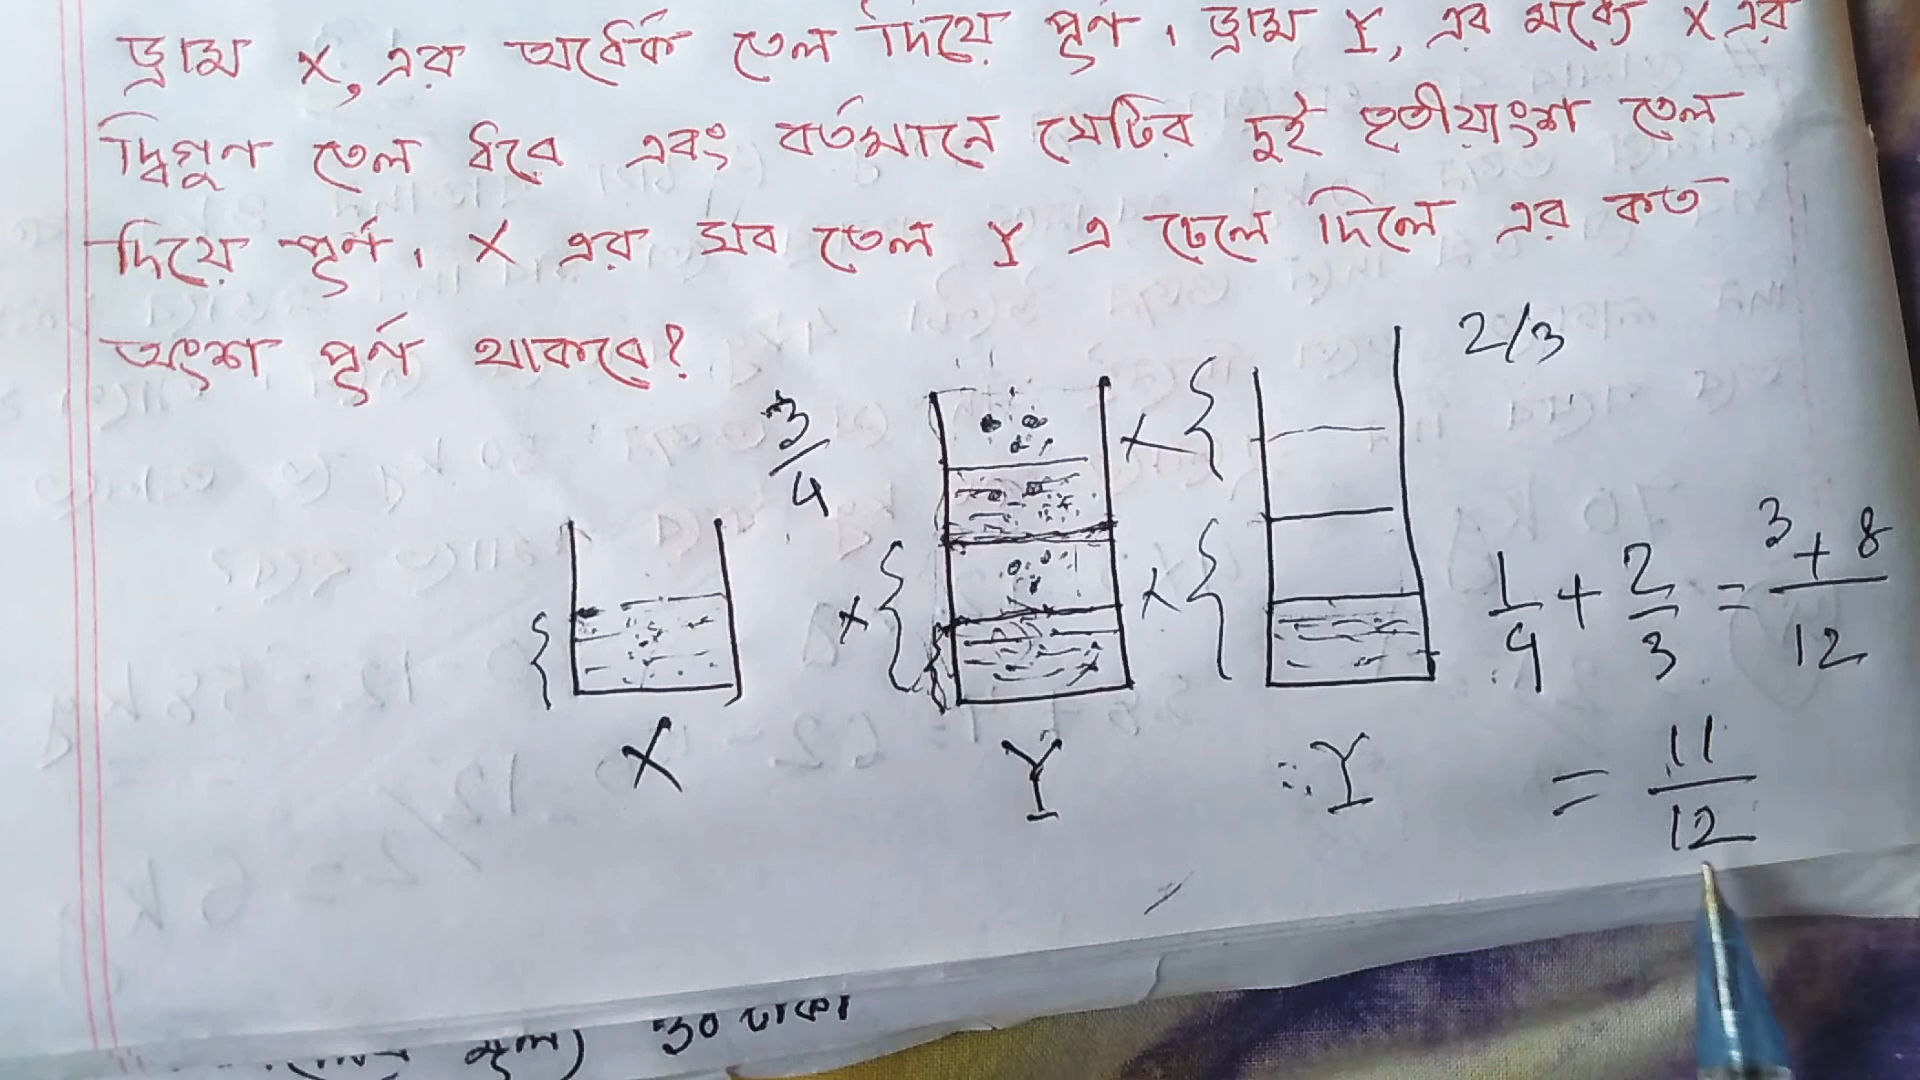 ড্রাম X, এর অর্ধেক তেল দিয়ে পূর্ণ। ড্রাম Y, এর মধ্যে X এর
দ্বিগুণ তেল ধরে এবং বর্তমানে সেটির দুই তৃতীয়াংশ তেল
দিয়ে পূর্ণ। X এর সব তেল Y এ ঢেলে দিলে এর কত
অংশ পূর্ণ থাকবে?
2/3
3/4
X
X
X
X
1/4 + 2/3 = 3+8/12
X
Y
Y
= 11/12
30 টাকা